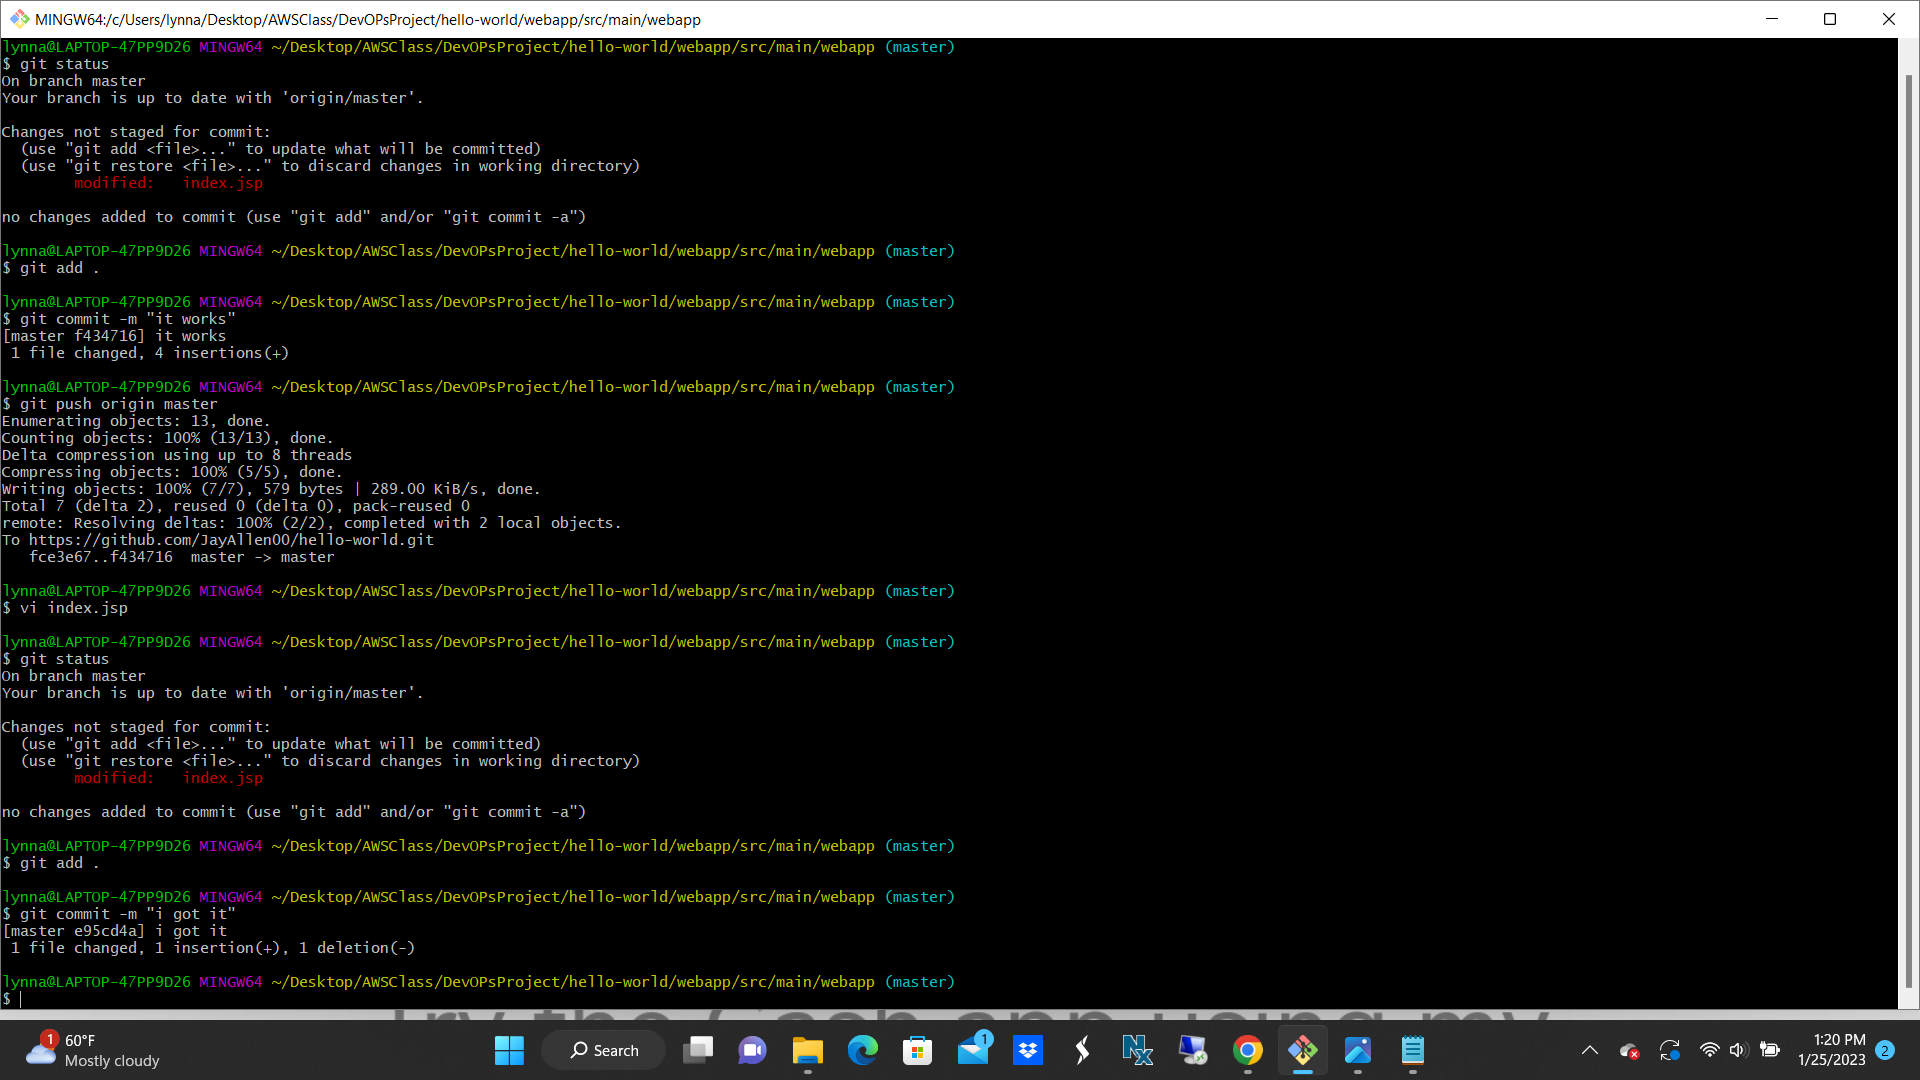 MINGW64:/c/Users/lynna/Desktop/AWSClass/DevOPsProject/hello-world/webapp/src/main/webapp
lynna@LAPTOP-47PP9D26 MINGW64 ~/Desktop/AWSClass/DevOPsProject/hello-world/webapp/src/main/webapp (master)
$ git status
On branch master
Your branch is up to date with 'origin/master'.
Changes not staged for commit:
  (use "git add <file>..." to update what will be committed)
  (use "git restore <file>..." to discard changes in working directory)
        modified:   index.jsp
no changes added to commit (use "git add" and/or "git commit -a")
lynna@LAPTOP-47PP9D26 MINGW64 ~/Desktop/AWSClass/DevOPsProject/hello-world/webapp/src/main/webapp (master)
$ git add .
lynna@LAPTOP-47PP9D26 MINGW64 ~/Desktop/AWSClass/DevOPsProject/hello-world/webapp/src/main/webapp (master)
$ git commit -m "it works"
[master f434716] it works
 1 file changed, 4 insertions(+)
lynna@LAPTOP-47PP9D26 MINGW64 ~/Desktop/AWSClass/DevOPsProject/hello-world/webapp/src/main/webapp (master)
$ git push origin master
Enumerating objects: 13, done.
Counting objects: 100% (13/13), done.
Delta compression using up to 8 threads
Compressing objects: 100% (5/5), done.
Writing objects: 100% (7/7), 579 bytes | 289.00 KiB/s, done.
Total 7 (delta 2), reused 0 (delta 0), pack-reused 0
remote: Resolving deltas: 100% (2/2), completed with 2 local objects.
To https://github.com/JayAllen00/hello-world.git
   fce3e67..f434716  master -> master
lynna@LAPTOP-47PP9D26 MINGW64 ~/Desktop/AWSClass/DevOPsProject/hello-world/webapp/src/main/webapp (master)
$ vi index.jsp
lynna@LAPTOP-47PP9D26 MINGW64 ~/Desktop/AWSClass/DevOPsProject/hello-world/webapp/src/main/webapp (master)
$ git status
On branch master
Your branch is up to date with 'origin/master'.
Changes not staged for commit:
  (use "git add <file>..." to update what will be committed)
  (use "git restore <file>..." to discard changes in working directory)
        modified:   index.jsp
no changes added to commit (use "git add" and/or "git commit -a")
lynna@LAPTOP-47PP9D26 MINGW64 ~/Desktop/AWSClass/DevOPsProject/hello-world/webapp/src/main/webapp (master)
$ git add .
lynna@LAPTOP-47PP9D26 MINGW64 ~/Desktop/AWSClass/DevOPsProject/hello-world/webapp/src/main/webapp (master)
$ git commit -m "i got it"
[master e95cd4a] i got it
 1 file changed, 1 insertion(+), 1 deletion(-)
lynna@LAPTOP-47PP9D26 MINGW64 ~/Desktop/AWSClass/DevOPsProject/hello-world/webapp/src/main/webapp (master)
$
Try the Cash app using my
1 60°F
Mostly cloudy
Search
1
1:20 PM
1/25/2023
2